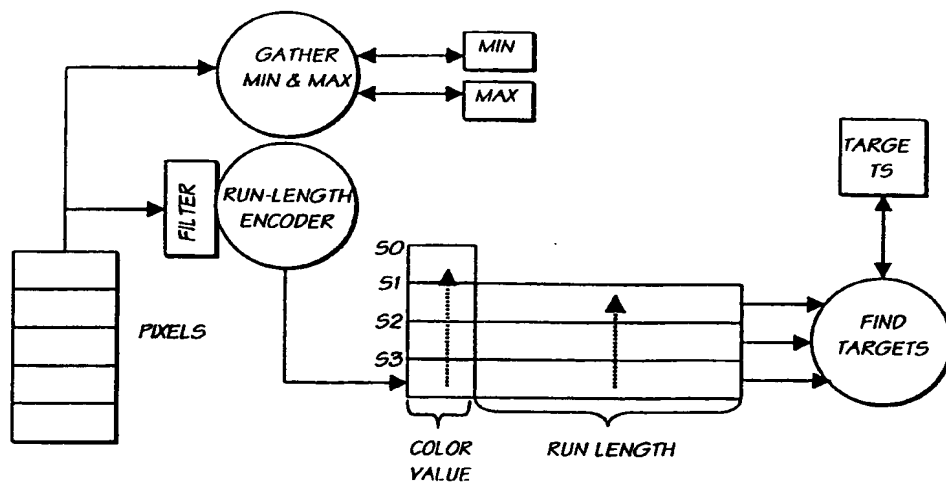 GATHER
MIN & MAX
MIN
MAX
TARGE
TS
FILTER
RUN-LENGTH
ENCODER
S0
S1
S2
S3
PIXELS
FIND
TARGETS
COLOR
VALUE
RUN LENGTH